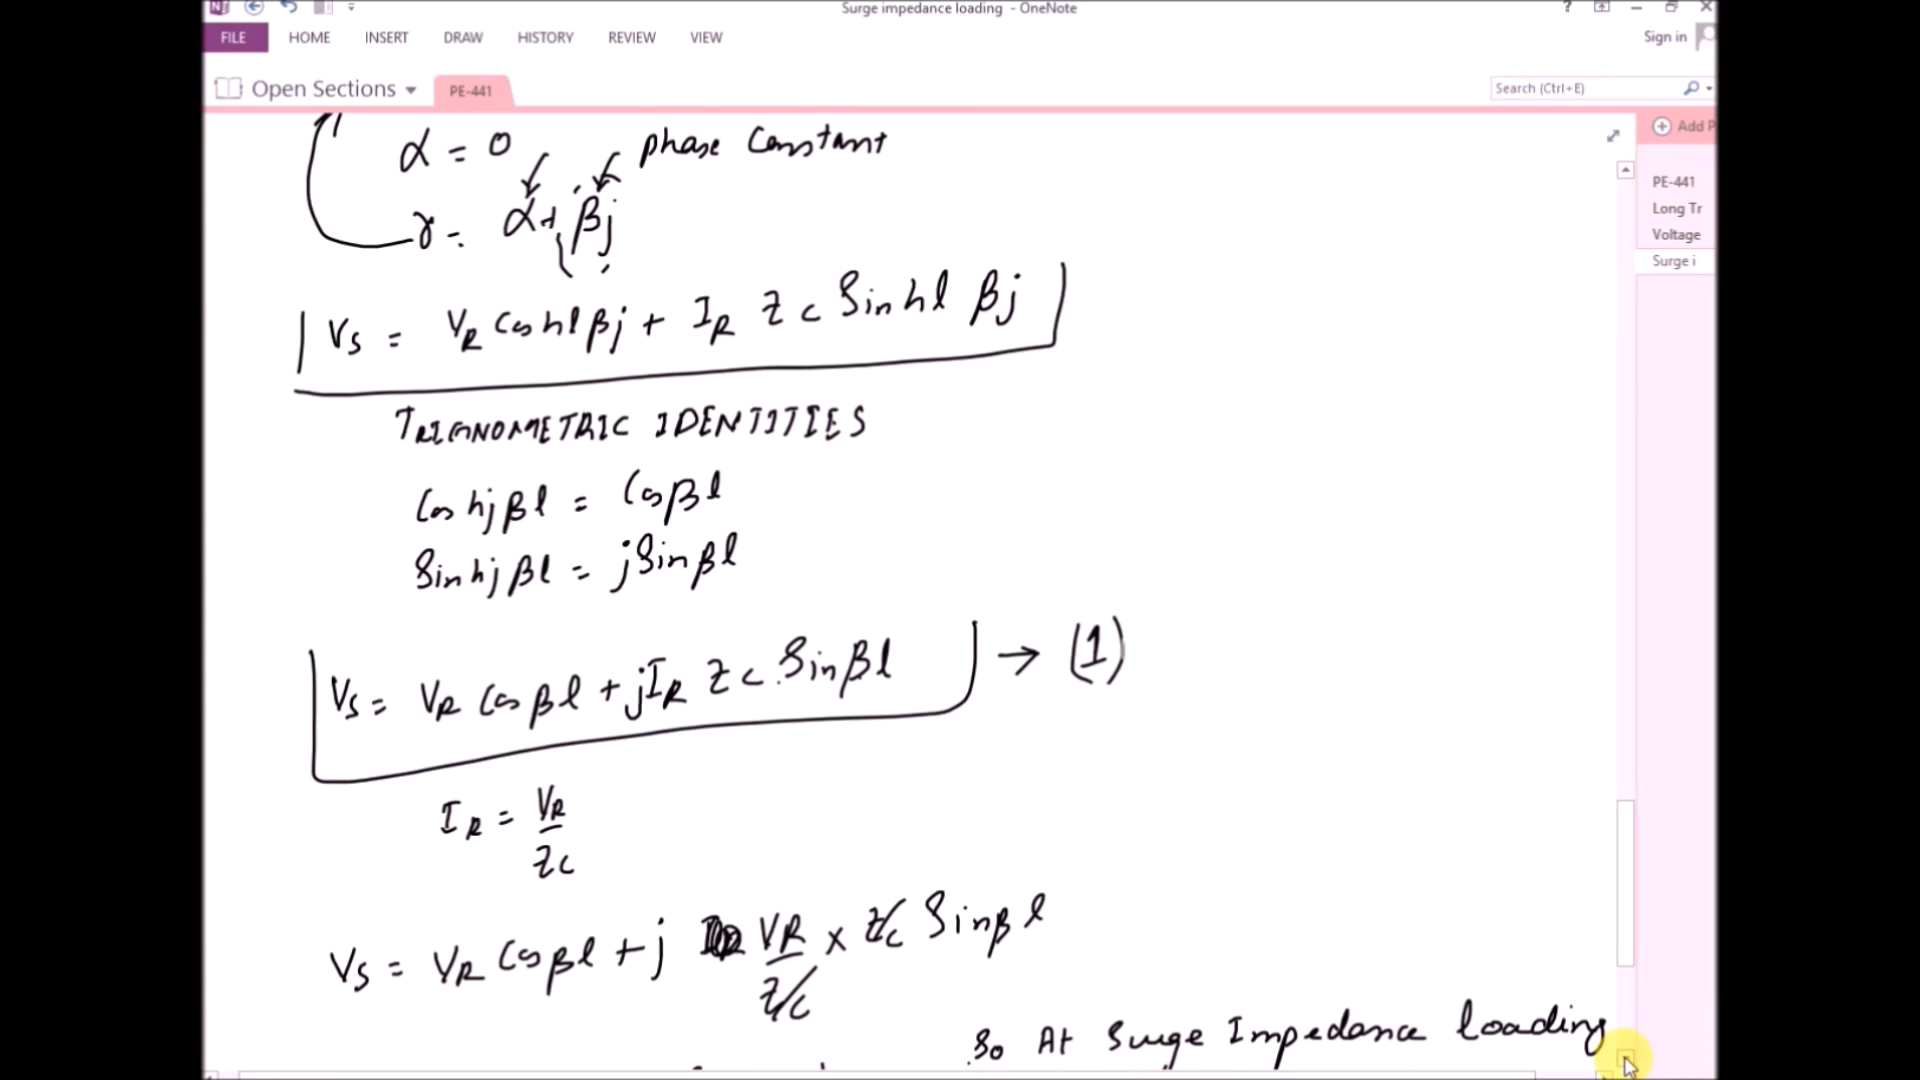 Surge impedance loading - OneNote
?
FILE HOME INSERT DRAW HISTORY REVIEW VIEW
Sign in
Open Sections PE-441
Search (Ctrl+E)
Add P
PE-441
Long Tr
Voltage
Surge i
α = 0 phase Constant
γ = α + βj
VS = VR Coshlβj + IR ZC Sinhl βj
TRIGNOMETRIC IDENTITIES
Coshjβl = Cosβl
Sinhjβl = jSinβl
VS = VR Cosβl + jIR ZC Sinβl → (1)
IR = VR/ZC
VS = VR Cosβl + j VR/ZC × ZC Sinβl
So At Surge Impedance loading